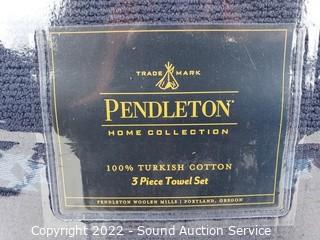 TRADE MARK
PENDLETON®
HOME COLLECTION
100% TURKISH COTTON
3 Piece Towel Set
PENDLETON WOOLEN MILLS | PORTLAND, OREGON
Copyright 2022 - Sound Auction Service